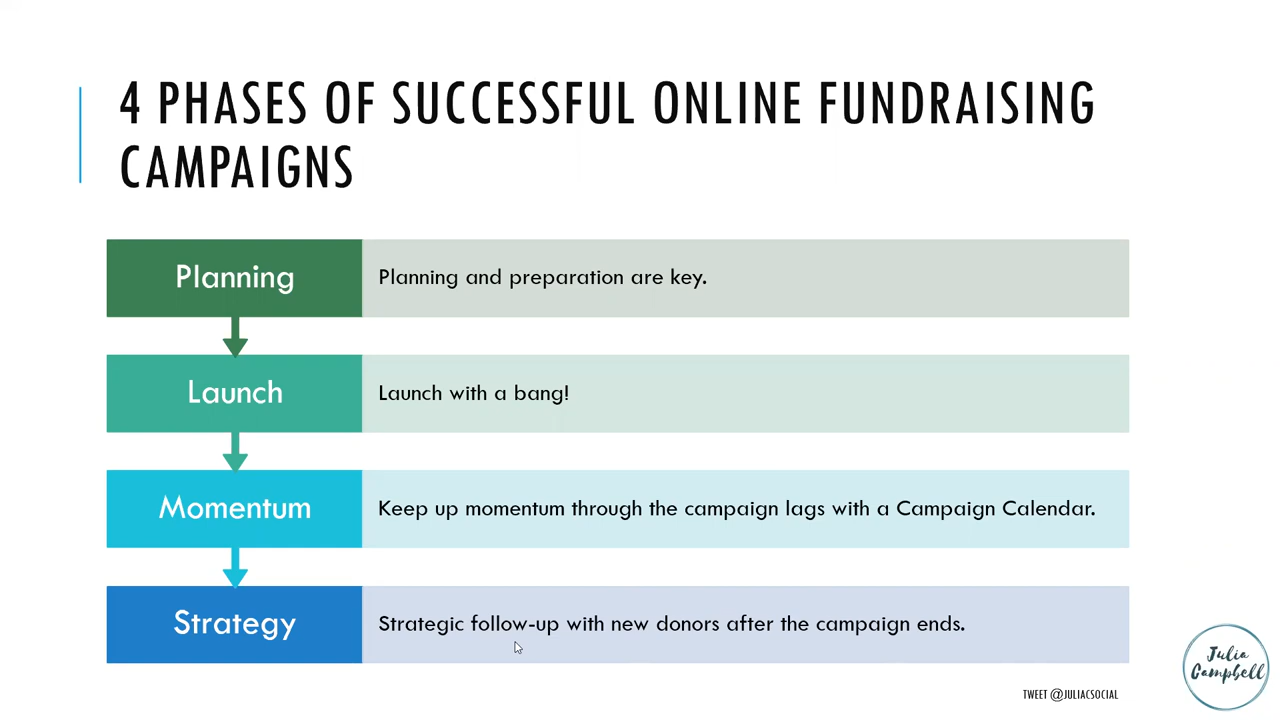 4 PHASES OF SUCCESSFUL ONLINE FUNDRAISING
CAMPAIGNS
Planning
Planning and preparation are key.
Launch
Launch with a bang!
Momentum
Keep up momentum through the campaign lags with a Campaign Calendar.
Strategy
Strategic follow-up with new donors after the campaign ends.
TWEET @JULIACSOCIAL
Julia
Campbell